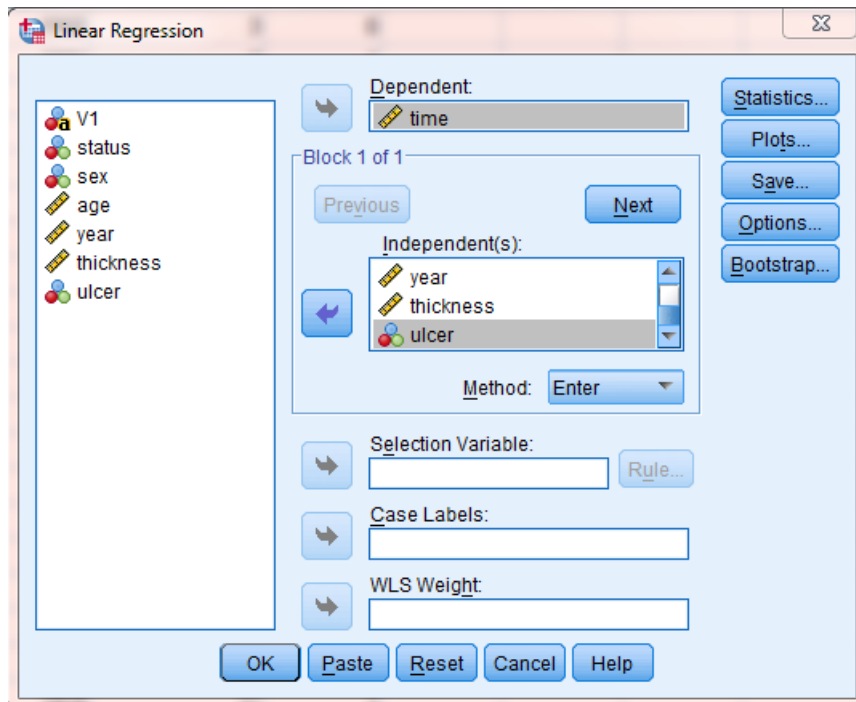 Linear Regression
a V1
status
sex
age
year
thickness
ulcer
Dependent:
time
Block 1 of 1
Previous
Next
Independent(s):
year
thickness
ulcer
Method: Enter
Selection Variable:
Rule...
Case Labels:
WLS Weight:
Statistics...
Plots...
Save...
Options...
Bootstrap...
OK Paste Reset Cancel Help